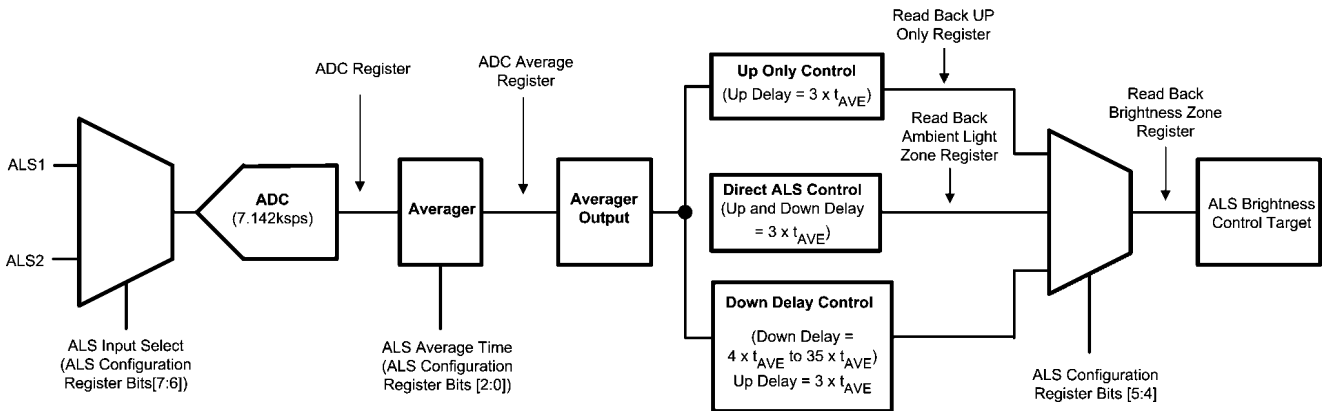 Read Back UP
Only Register
ADC Register
ADC Average
Register
Up Only Control
(Up Delay = 3 x tAVE)
Read Back
Brightness Zone
Register
Read Back
Ambient Light
Zone Register
ALS1
ADC
(7.142ksps)
Averager
Averager
Output
Direct ALS Control
(Up and Down Delay
= 3 x tAVE)
ALS Brightness
Control Target
ALS2
Down Delay Control
(Down Delay =
4 x tAVE to 35 x tAVE)
Up Delay = 3 x tAVE
ALS Input Select
(ALS Configuration
Register Bits[7:6])
ALS Average Time
(ALS Configuration
Register Bits [2:0])
ALS Configuration
Register Bits [5:4]